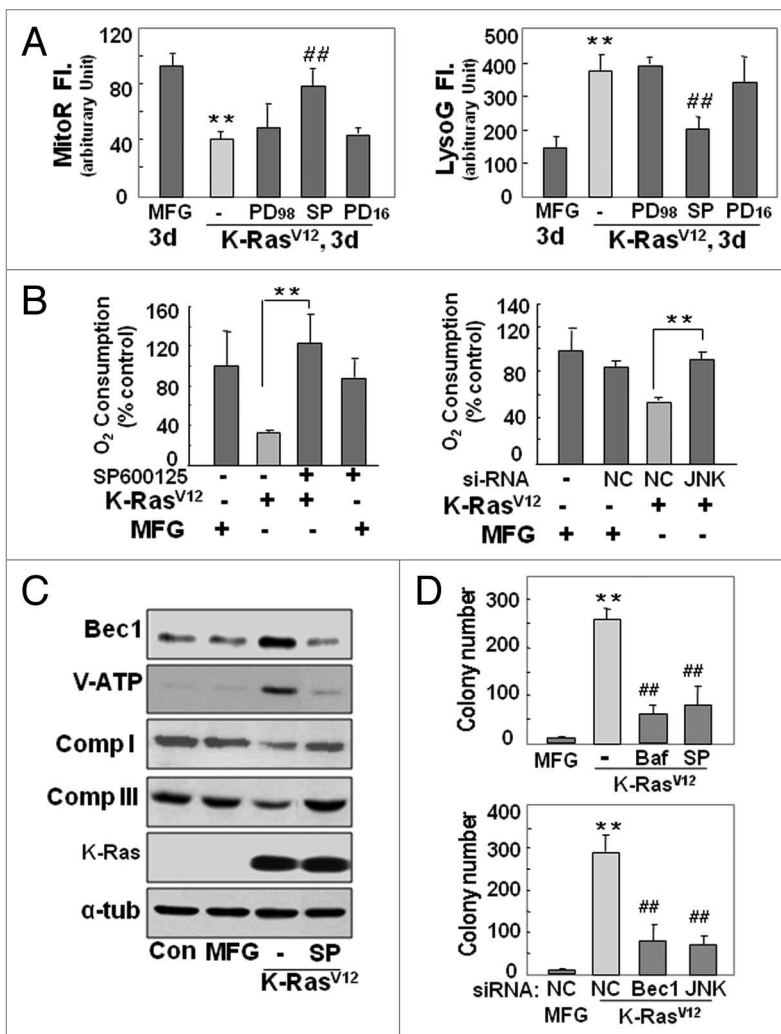 A
MitoR Fl.
(arbiturary Unit)
120
80
40
0
**
##
MFG - PD98 SP PD16
3d K-RasV12, 3d
LysoG Fl.
(arbiturary Unit)
500
400
300
200
100
0
**
##
MFG - PD98 SP PD16
3d K-RasV12, 3d
B
O2 Consumption
(% control)
160
120
80
40
0
**
SP600125 - - + +
K-RasV12 - + + -
MFG + - - +
O2 Consumption
(% control)
140
120
80
40
0
**
si-RNA - NC NC JNK
K-RasV12 - - + +
MFG + + - -
C
Bec1
V-ATP
Comp I
Comp III
K-Ras
α-tub
Con MFG - SP
K-RasV12
D
Colony number
300
200
100
0
**
##
##
MFG - Baf SP
K-RasV12
Colony number
400
300
200
100
0
**
##
##
siRNA: NC NC Bec1 JNK
MFG K-RasV12